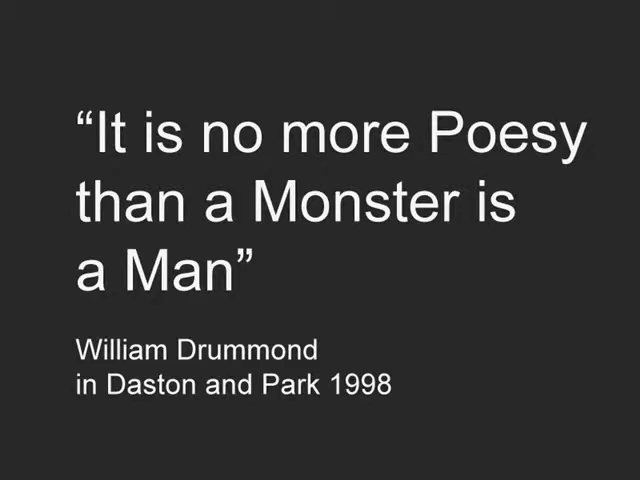 “It is no more Poesy
than a Monster is
a Man”
William Drummond
in Daston and Park 1998